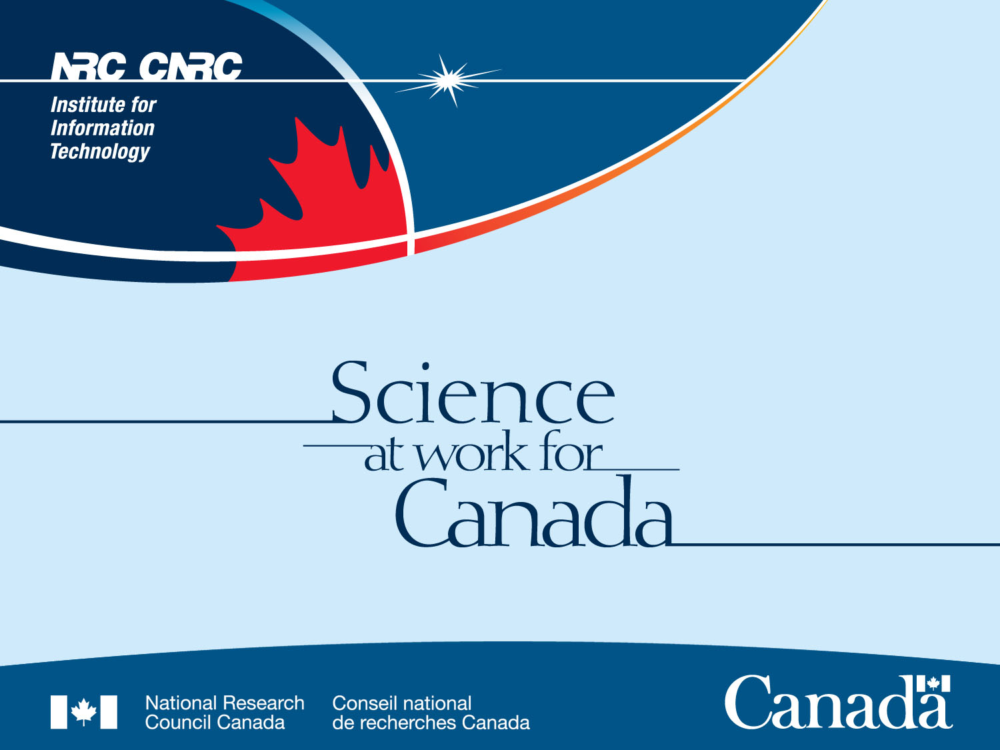 NRC CNRC
Institute for
Information
Technology
Science
at work for
Canada
National Research
Council Canada
Conseil national
de recherches Canada
Canada